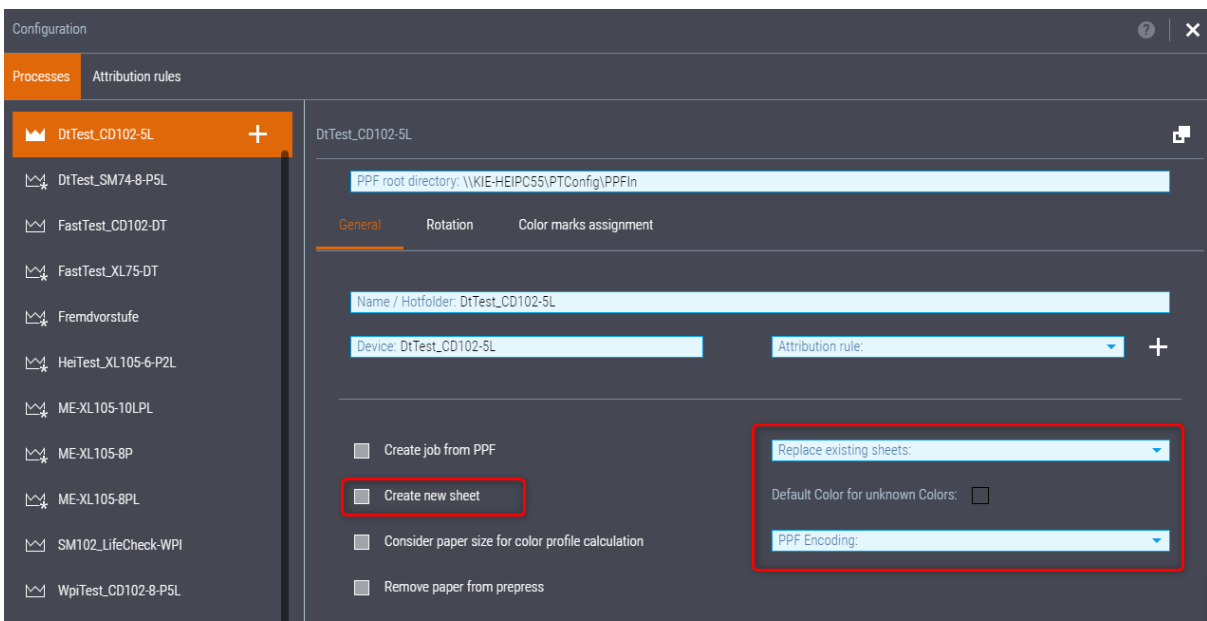 Configuration
Processes Attribution rules
DtTest_CD102-5L
DtTest_SM74-8-P5L
FastTest_CD102-DT
FastTest_XL75-DT
Fremdvorstufe
HeiTest_XL105-6-P2L
ME-XL105-10LPL
ME-XL105-8P
ME-XL105-8PL
SM102_LifeCheck-WPI
WpiTest_CD102-8-P5L
DtTest_CD102-5L
PPF root directory: \\KIE-HEIPC55\PTConfig\PPFIn
General Rotation Color marks assignment
Name / Hotfolder: DtTest_CD102-5L
Device: DtTest_CD102-5L Attribution rule:
Create job from PPF Replace existing sheets:
Create new sheet Default Color for unknown Colors:
Consider paper size for color profile calculation PPF Encoding:
Remove paper from prepress